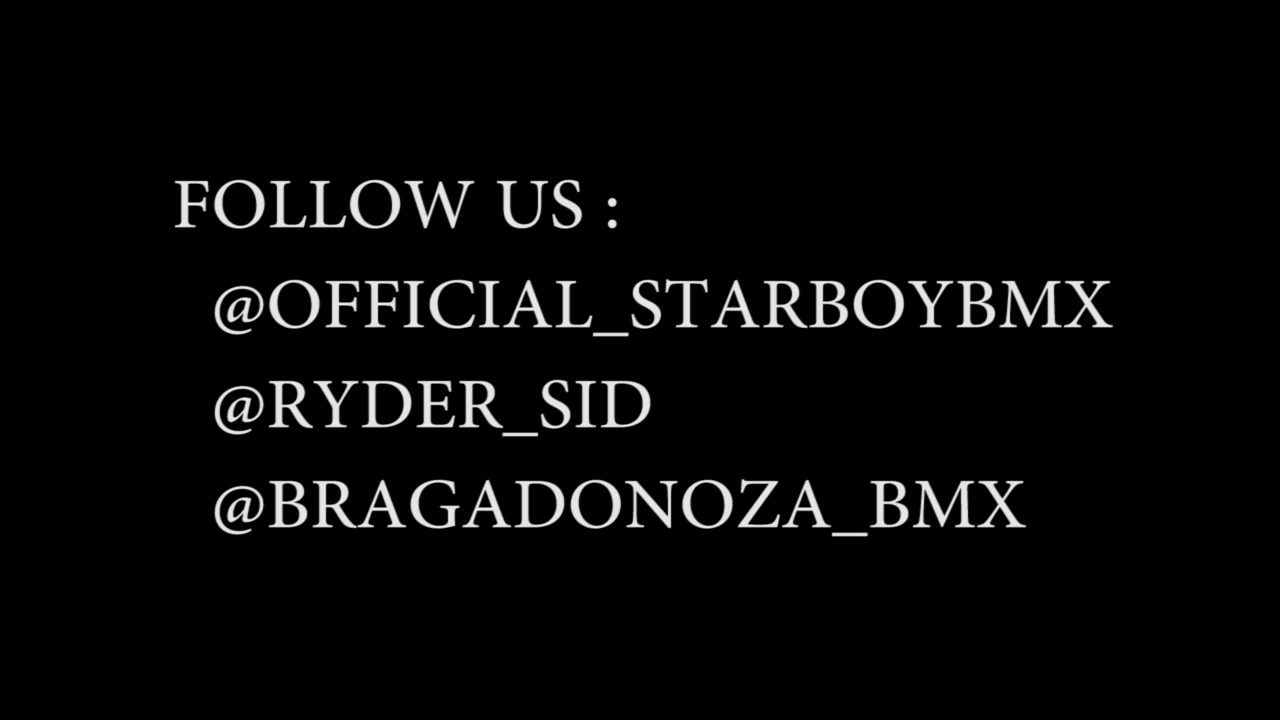 FOLLOW US :
@OFFICIAL_STARBOYBMX
@RYDER_SID
@BRAGADONOZA_BMX